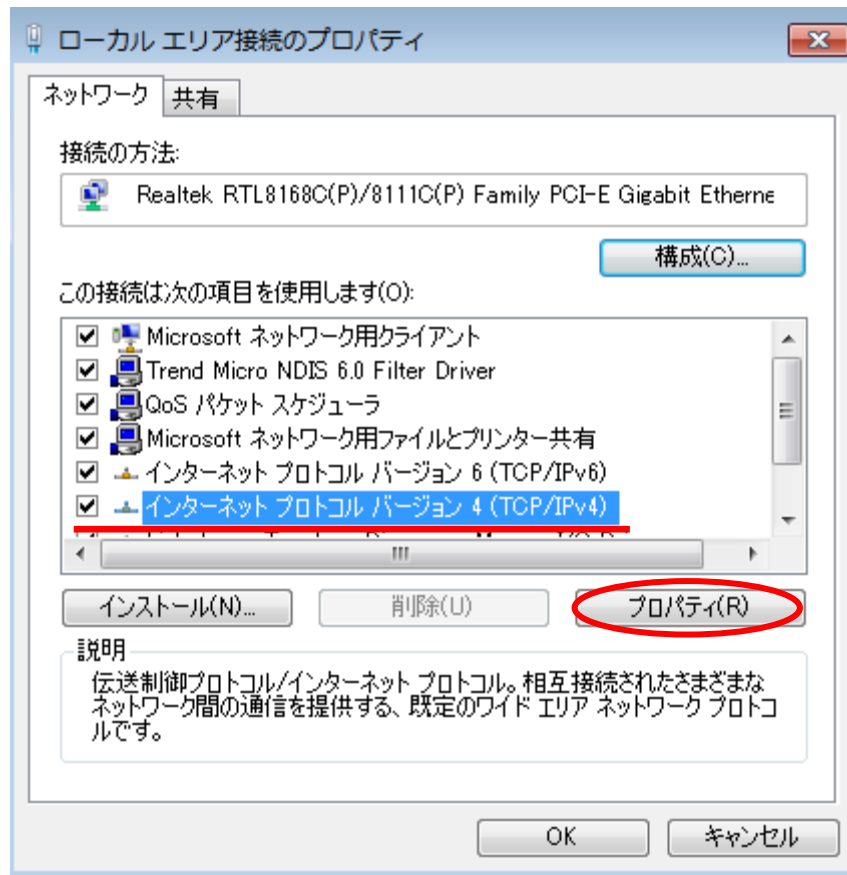 ローカル エリア接続のプロパティ
ネットワーク 共有
接続の方法:
Realtek RTL8168C(P)/8111C(P) Family PCI-E Gigabit Etherne
構成(C)...
この接続は次の項目を使用します(O):
Microsoft ネットワーク用クライアント
Trend Micro NDIS 6.0 Filter Driver
QoS パケット スケジューラ
Microsoft ネットワーク用ファイルとプリンター共有
インターネット プロトコル バージョン 6 (TCP/IPv6)
インターネット プロトコル バージョン 4 (TCP/IPv4)
インストール(N)... 削除(U) プロパティ(R)
説明
伝送制御プロトコル/インターネット プロトコル。相互接続されたさまざまな
ネットワーク間の通信を提供する、既定のワイド エリア ネットワーク プロトコ
ルです。
OK キャンセル